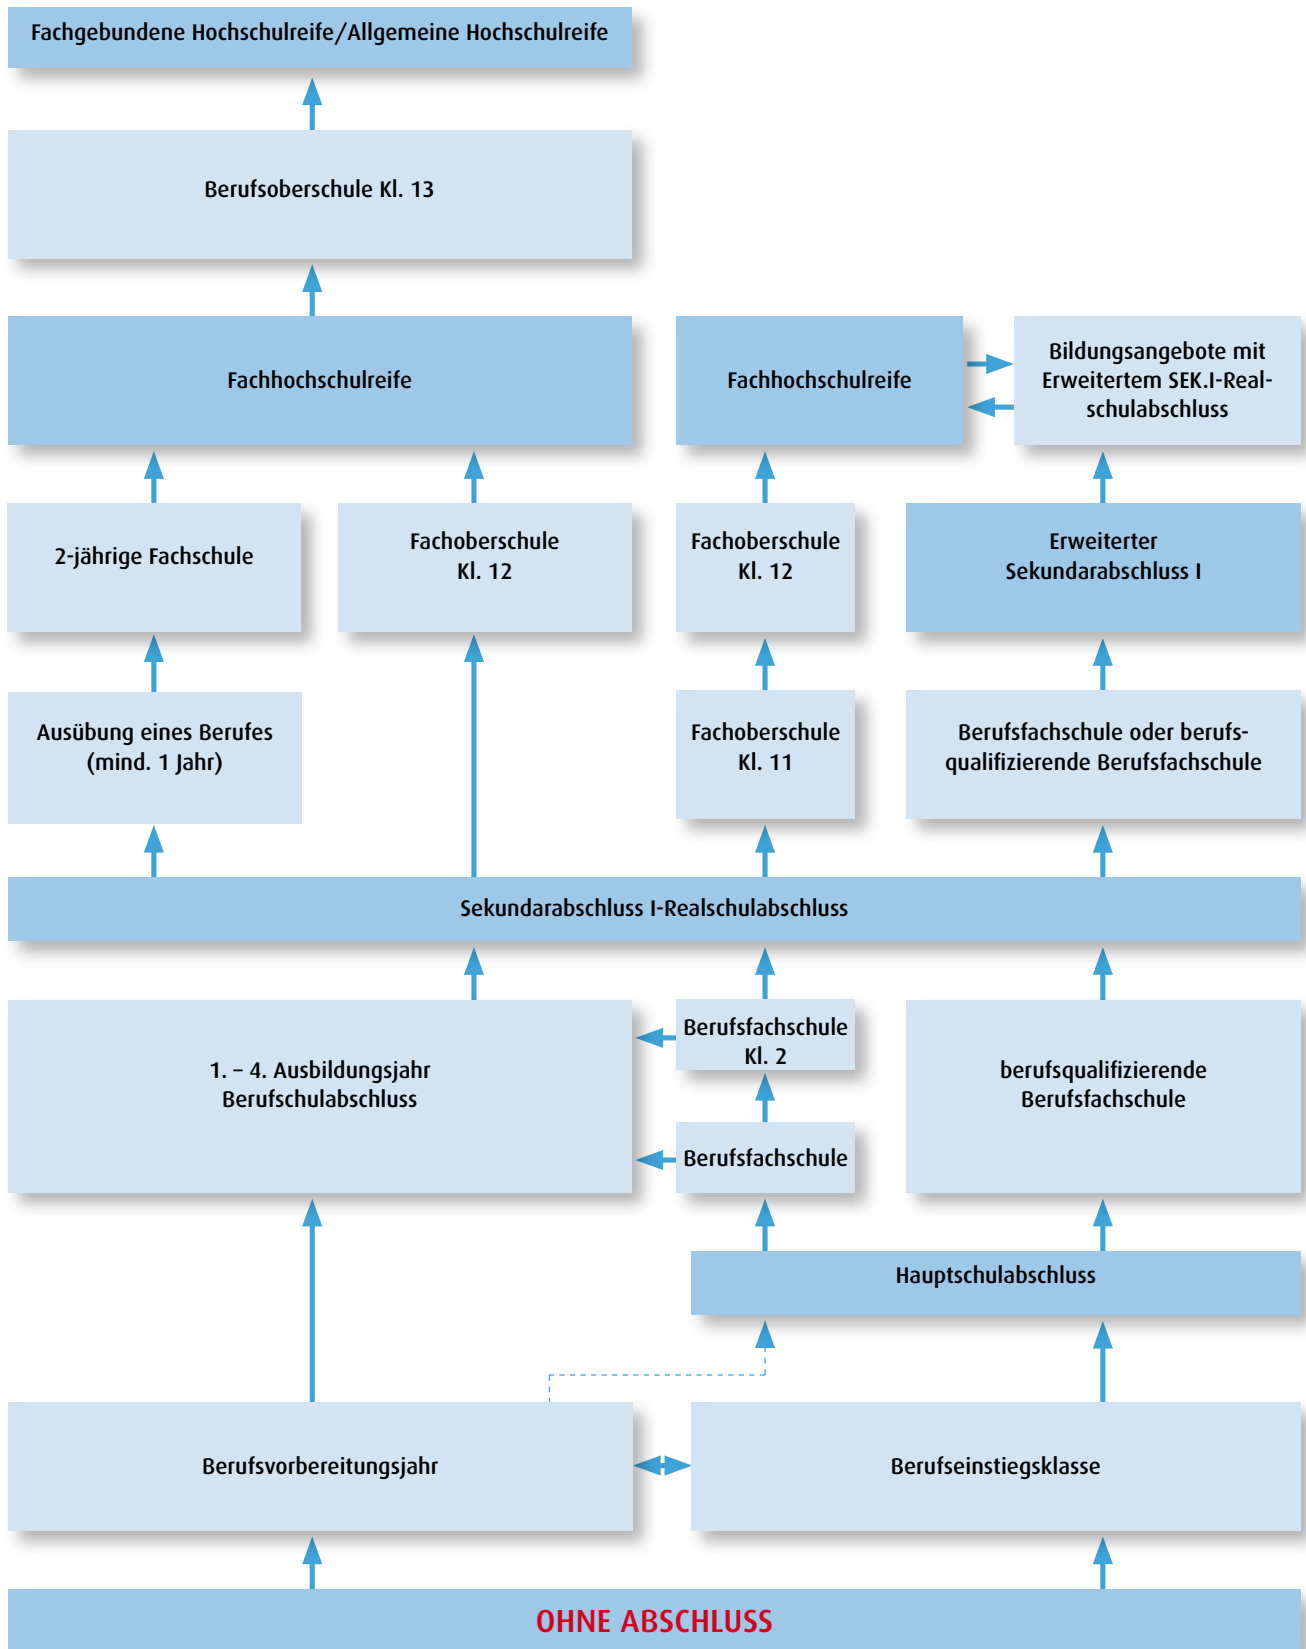 Fachgebundene Hochschulreife/Allgemeine Hochschulreife
Berufsoberschule Kl. 13
Fachhochschulreife
Fachhochschulreife
Bildungsangebote mit
Erweitertem SEK.I-Real-
schulabschluss
2-jährige Fachschule
Fachoberschule
Kl. 12
Fachoberschule
Kl. 12
Erweiterter
Sekundarabschluss I
Ausübung eines Berufes
(mind. 1 Jahr)
Fachoberschule
Kl. 11
Berufsfachschule oder berufs-
qualifizierende Berufsfachschule
Sekundarabschluss I-Realschulabschluss
1. – 4. Ausbildungsjahr
Berufschulabschluss
Berufsfachschule
Kl. 2
Berufsfachschule
berufsqualifizierende
Berufsfachschule
Hauptschulabschluss
Berufsvorbereitungsjahr
Berufseinstiegsklasse
OHNE ABSCHLUSS